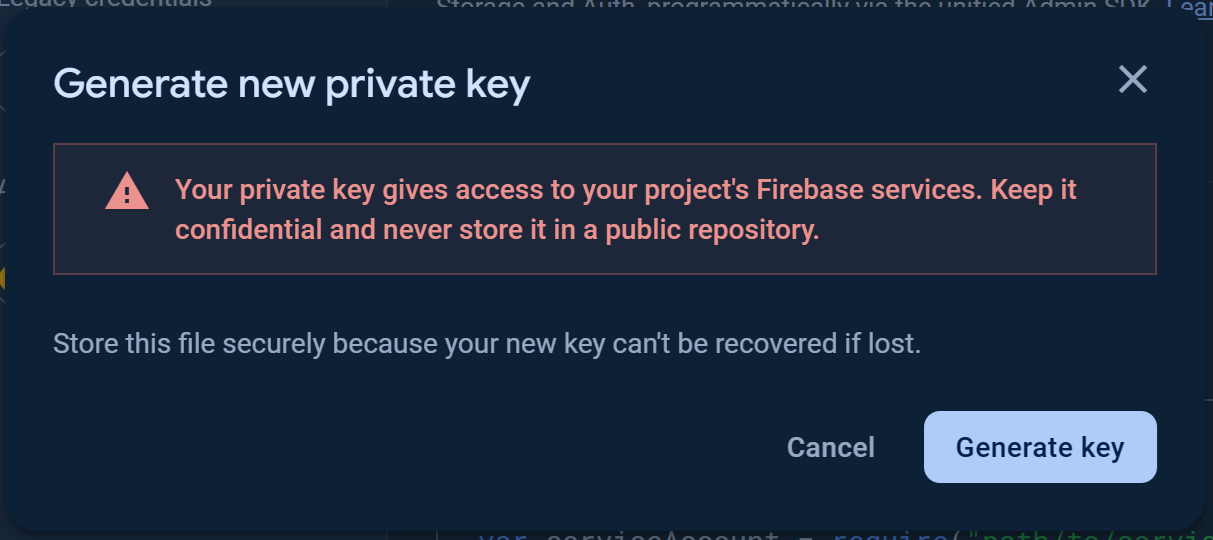 Legacy credentials
Storage and Auth, programmatically via the unified Admin SDK.
Generate new private key
Your private key gives access to your project's Firebase services. Keep it
confidential and never store it in a public repository.
Store this file securely because your new key can't be recovered if lost.
Cancel
Generate key
var serviceAccount = require("path/to/